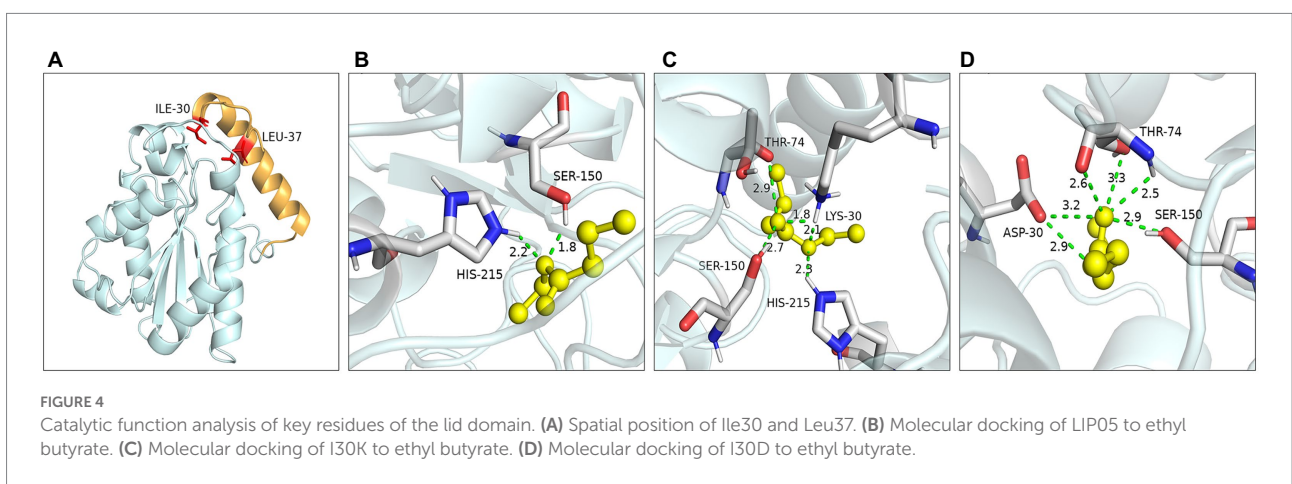 A
B
C
D
ILE-30
LEU-37
SER-150
HIS-215
2.2
1.8
THR-74
2.9
1.8
LYS-30
2.1
2.7
SER-150
HIS-215
THR-74
2.6
3.3
2.5
3.2
2.9
SER-150
ASP-30
2.9
FIGURE 4
Catalytic function analysis of key residues of the lid domain. (A) Spatial position of Ile30 and Leu37. (B) Molecular docking of LIP05 to ethyl
butyrate. (C) Molecular docking of I30K to ethyl butyrate. (D) Molecular docking of I30D to ethyl butyrate.